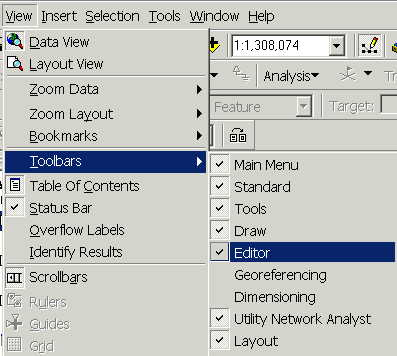 View Insert Selection Tools Window Help
Data View
Layout View
Zoom Data
Zoom Layout
Bookmarks
Toolbars
Table Of Contents
Status Bar
Overflow Labels
Identify Results
Scrollbars
Rulers
Guides
Grid
1:1,308,074
Analysis
Feature Target:
Main Menu
Standard
Tools
Draw
Editor
Georeferencing
Dimensioning
Utility Network Analyst
Layout